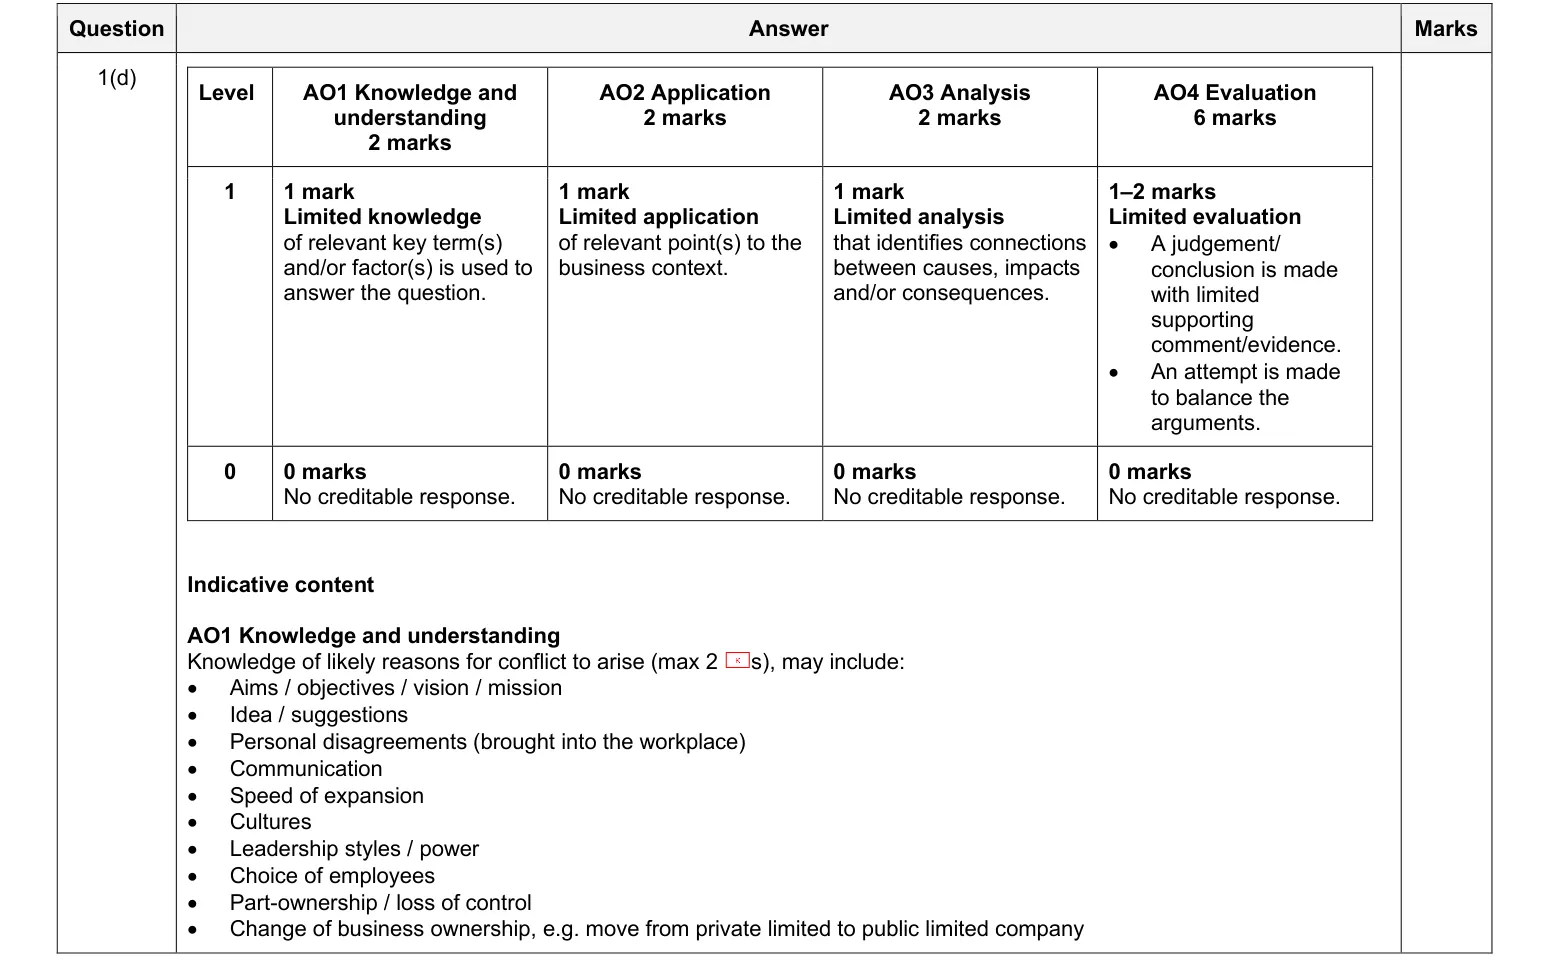 Question Answer Marks
1(d)
Level AO1 Knowledge and understanding 2 marks AO2 Application 2 marks AO3 Analysis 2 marks AO4 Evaluation 6 marks
1
1 mark
Limited knowledge
of relevant key term(s)
and/or factor(s) is used to
answer the question.
1 mark
Limited application
of relevant point(s) to the
business context.
1 mark
Limited analysis
that identifies connections
between causes, impacts
and/or consequences.
1–2 marks
Limited evaluation
• A judgement/
conclusion is made
with limited
supporting
comment/evidence.
• An attempt is made
to balance the
arguments.
0
0 marks
No creditable response.
0 marks
No creditable response.
0 marks
No creditable response.
0 marks
No creditable response.
Indicative content
AO1 Knowledge and understanding
Knowledge of likely reasons for conflict to arise (max 2 K s), may include:
• Aims / objectives / vision / mission
• Idea / suggestions
• Personal disagreements (brought into the workplace)
• Communication
• Speed of expansion
• Cultures
• Leadership styles / power
• Choice of employees
• Part-ownership / loss of control
• Change of business ownership, e.g. move from private limited to public limited company